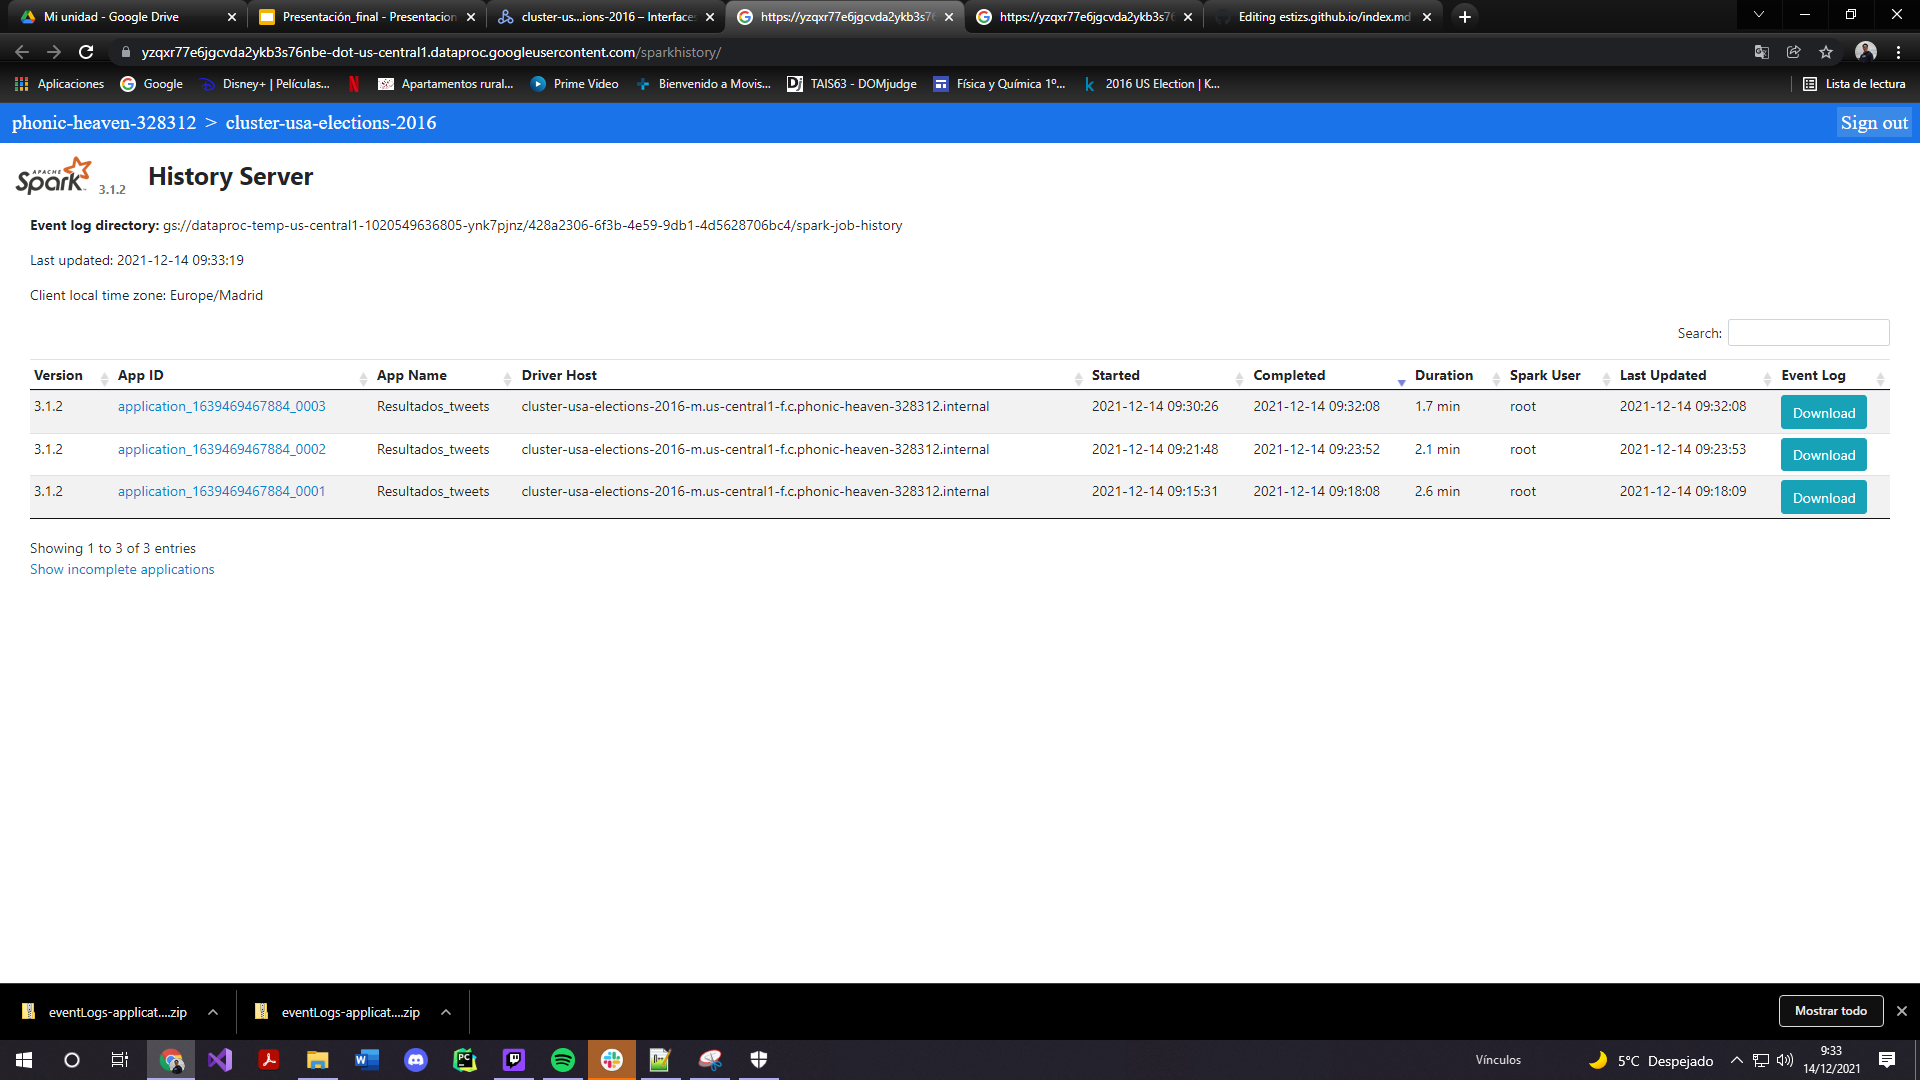 Mi unidad - Google Drive
Presentación_final - Presentacion
cluster-us...ions-2016 – Interfaces
https://yzqxr77e6jgcvda2ykb3s76
https://yzqxr77e6jgcvda2ykb3s76
Editing estizs.github.io/index.md
yzqxr77e6jgcvda2ykb3s76nbe-dot-us-central1.dataproc.googleusercontent.com/sparkhistory/
Aplicaciones
Google
Disney+ | Películas...
Apartamentos rural...
Prime Video
Bienvenido a Movis...
TAIS63 - DOMjudge
Física y Química 1º...
2016 US Election | K...
Lista de lectura
phonic-heaven-328312 > cluster-usa-elections-2016
Sign out
APACHE Spark 3.1.2 History Server
Event log directory: gs://dataproc-temp-us-central1-1020549636805-ynk7pjnz/428a2306-6f3b-4e59-9db1-4d5628706bc4/spark-job-history
Last updated: 2021-12-14 09:33:19
Client local time zone: Europe/Madrid
Search:
Version App ID App Name Driver Host Started Completed Duration Spark User Last Updated Event Log
3.1.2 application_1639469467884_0003 Resultados_tweets cluster-usa-elections-2016-m.us-central1-f.c.phonic-heaven-328312.internal 2021-12-14 09:30:26 2021-12-14 09:32:08 1.7 min root 2021-12-14 09:32:08 Download
3.1.2 application_1639469467884_0002 Resultados_tweets cluster-usa-elections-2016-m.us-central1-f.c.phonic-heaven-328312.internal 2021-12-14 09:21:48 2021-12-14 09:23:52 2.1 min root 2021-12-14 09:23:53 Download
3.1.2 application_1639469467884_0001 Resultados_tweets cluster-usa-elections-2016-m.us-central1-f.c.phonic-heaven-328312.internal 2021-12-14 09:15:31 2021-12-14 09:18:08 2.6 min root 2021-12-14 09:18:09 Download
Showing 1 to 3 of 3 entries
Show incomplete applications
eventLogs-applicat....zip
eventLogs-applicat....zip
Mostrar todo
Vínculos
5°C Despejado
9:33
14/12/2021